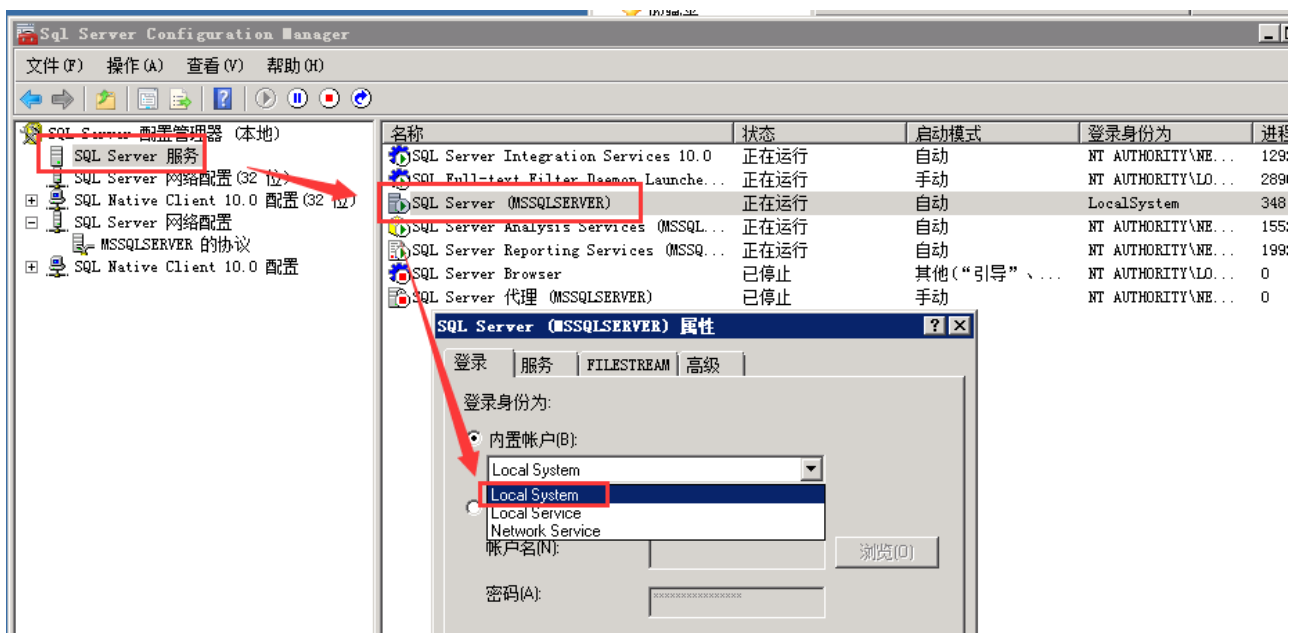 Sql Server Configuration Manager
文件(F) 操作(A) 查看(V) 帮助(H)
SQL Server 配置管理器 (本地)
SQL Server 服务
SQL Server 网络配置(32 位)
SQL Native Client 10.0 配置(32 位)
SQL Server 网络配置
MSSQLSERVER 的协议
SQL Native Client 10.0 配置
名称 状态 启动模式 登录身份为
SQL Server Integration Services 10.0 正在运行 自动 NT AUTHORITY\NE... 129
SQL Full-text Filter Daemon Launche... 正在运行 手动 NT AUTHORITY\LO... 289
SQL Server (MSSQLSERVER) 正在运行 自动 LocalSystem 348
SQL Server Analysis Services (MSSQL... 正在运行 自动 NT AUTHORITY\NE... 155
SQL Server Reporting Services (MSSQ... 正在运行 自动 NT AUTHORITY\NE... 199
SQL Server Browser 已停止 其他(“引导”、... NT AUTHORITY\LO... 0
SQL Server 代理 (MSSQLSERVER) 已停止 手动 NT AUTHORITY\NE... 0
SQL Server (MSSQLSERVER) 属性
登录 服务 FILESTREAM 高级
登录身份为:
内置帐户(B):
Local System
Local System
Local Service
Network Service
帐户名(N): 浏览(O)
密码(A):